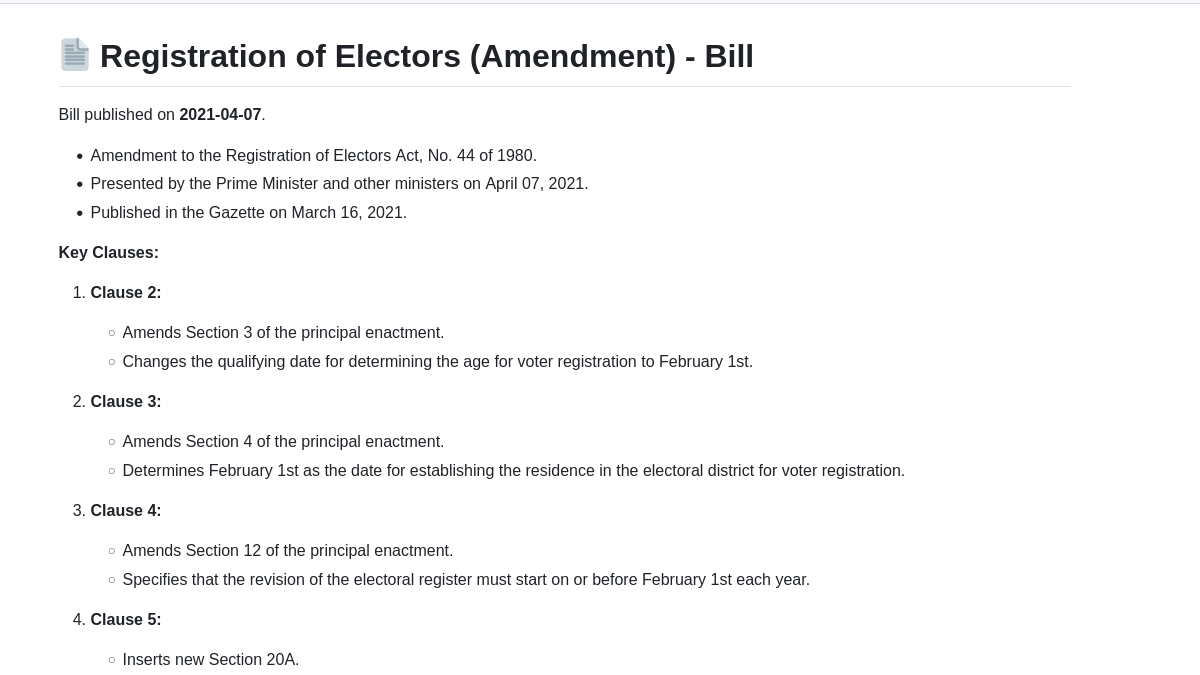 Registration of Electors (Amendment) - Bill
Bill published on 2021-04-07.
• Amendment to the Registration of Electors Act, No. 44 of 1980.
• Presented by the Prime Minister and other ministers on April 07, 2021.
• Published in the Gazette on March 16, 2021.
Key Clauses:
1. Clause 2:
○ Amends Section 3 of the principal enactment.
○ Changes the qualifying date for determining the age for voter registration to February 1st.
2. Clause 3:
○ Amends Section 4 of the principal enactment.
○ Determines February 1st as the date for establishing the residence in the electoral district for voter registration.
3. Clause 4:
○ Amends Section 12 of the principal enactment.
○ Specifies that the revision of the electoral register must start on or before February 1st each year.
4. Clause 5:
○ Inserts new Section 20A.